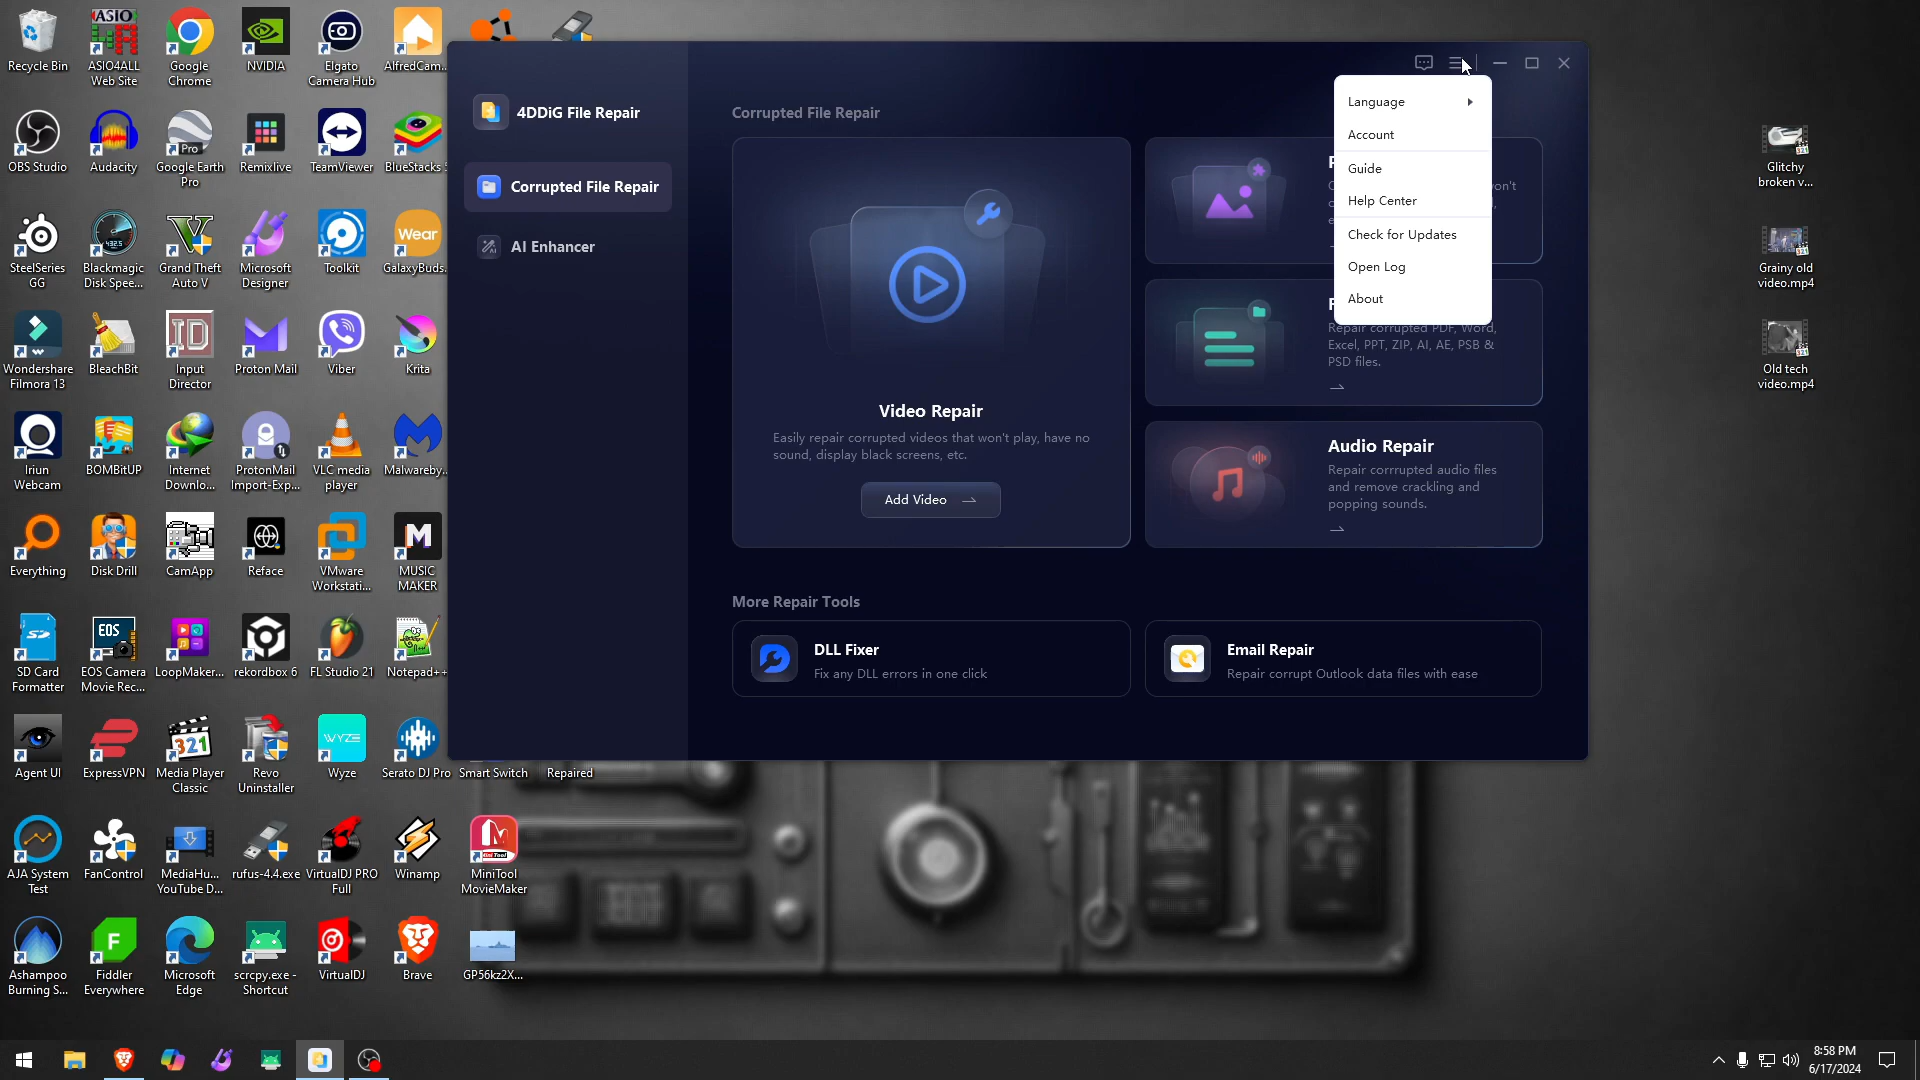 Recycle Bin
ASIO4ALL
Web Site
Google
Chrome
NVIDIA
Elgato
Camera Hub
AlfredCam...
OBS Studio
Audacity
Google Earth
Pro
Remixlive
TeamViewer
BlueStacks
SteelSeries
GG
Blackmagic
Disk Spee...
Grand Theft
Auto V
Microsoft
Designer
Toolkit
GalaxyBuds...
Wondershare
Filmora 13
BleachBit
Input
Director
Proton Mail
Viber
Krita
Iriun
Webcam
BOMBitUP
Internet
Downlo...
ProtonMail
Import-Exp...
VLC media
player
Malwareby...
Everything
Disk Drill
CamApp
Reface
VMware
Workstati...
MUSIC
MAKER
SD Card
Formatter
EOS Camera
Movie Rec...
LoopMaker...
rekordbox 6
FL Studio 21
Notepad++
Agent UI
ExpressVPN
Media Player
Classic
Revo
Uninstaller
Wyze
Serato DJ Pro
Smart Switch
Repaired
AJA System
Test
FanControl
MediaHu...
YouTube D...
rufus-4.4.exe
VirtualDJ PRO
Full
Winamp
MiniTool
MovieMaker
Ashampoo
Burning S...
Fiddler
Everywhere
Microsoft
Edge
scrcpy.exe -
Shortcut
VirtualDJ
Brave
GP56kz2X...
4DDiG File Repair
Corrupted File Repair
AI Enhancer
Corrupted File Repair
Video Repair
Easily repair corrupted videos that won't play, have no
sound, display black screens, etc.
Add Video
Language
Account
Guide
Help Center
Check for Updates
Open Log
About
Repair corrupted PDF, Word,
Excel, PPT, ZIP, AI, AE, PSB &
PSD files.
Audio Repair
Repair corrrupted audio files
and remove crackling and
popping sounds.
More Repair Tools
DLL Fixer
Fix any DLL errors in one click
Email Repair
Repair corrupt Outlook data files with ease
Glitchy
broken v...
Grainy old
video.mp4
Old tech
video.mp4
8:58 PM
6/17/2024